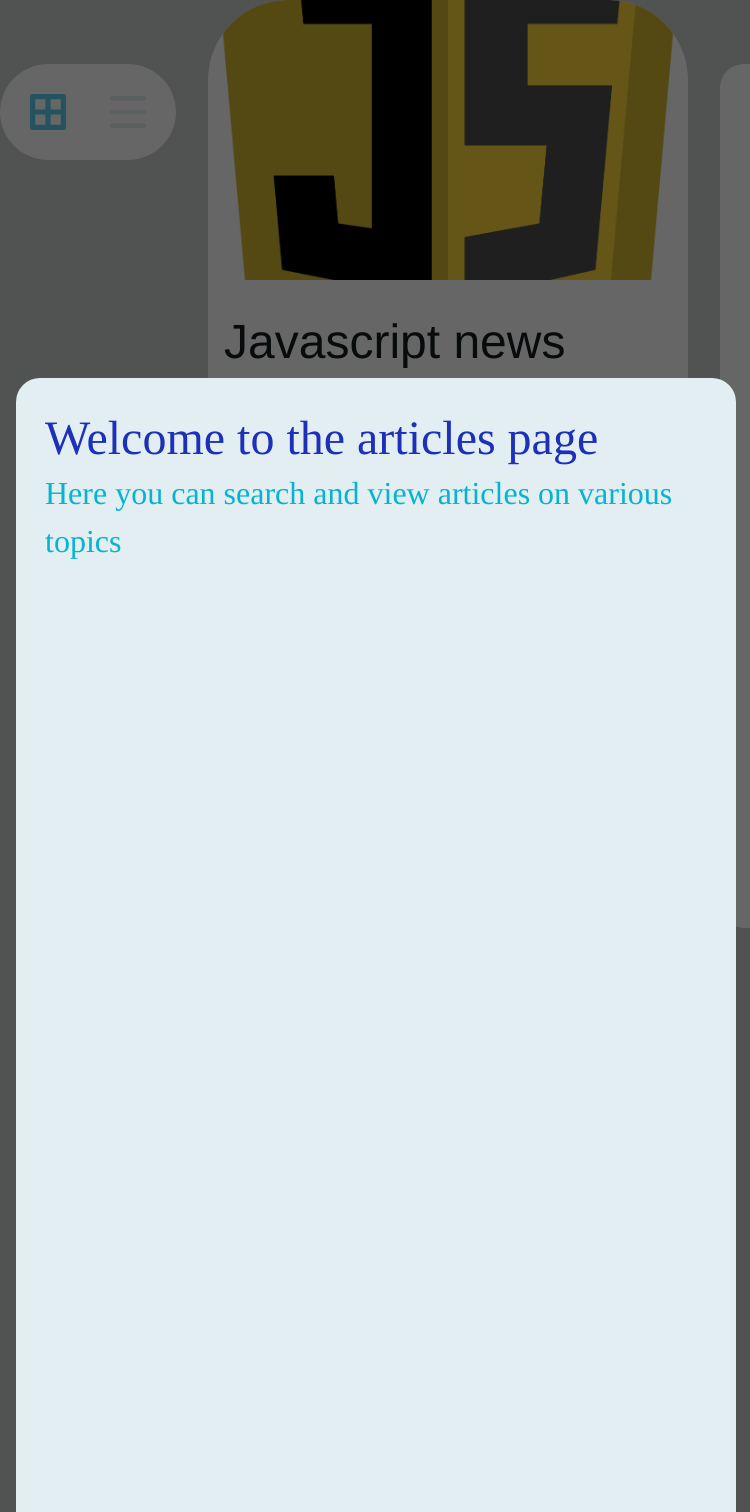 JS
Javascript news
Welcome to the articles page
Here you can search and view articles on various
topics